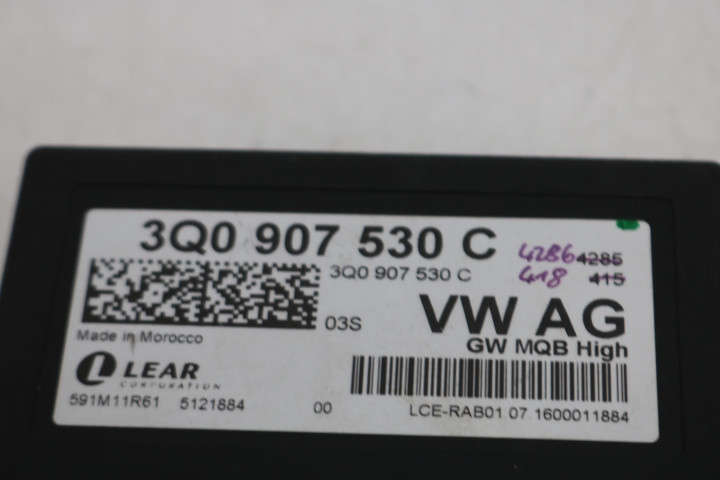 3Q0 907 530 C
4286 4285
3Q0 907 530 C
418 415
03S
VW AG
Made in Morocco
GW MQB High
LEAR
CORPORATION
591M11R61 5121884 00 LCE-RAB01 07 1600011884